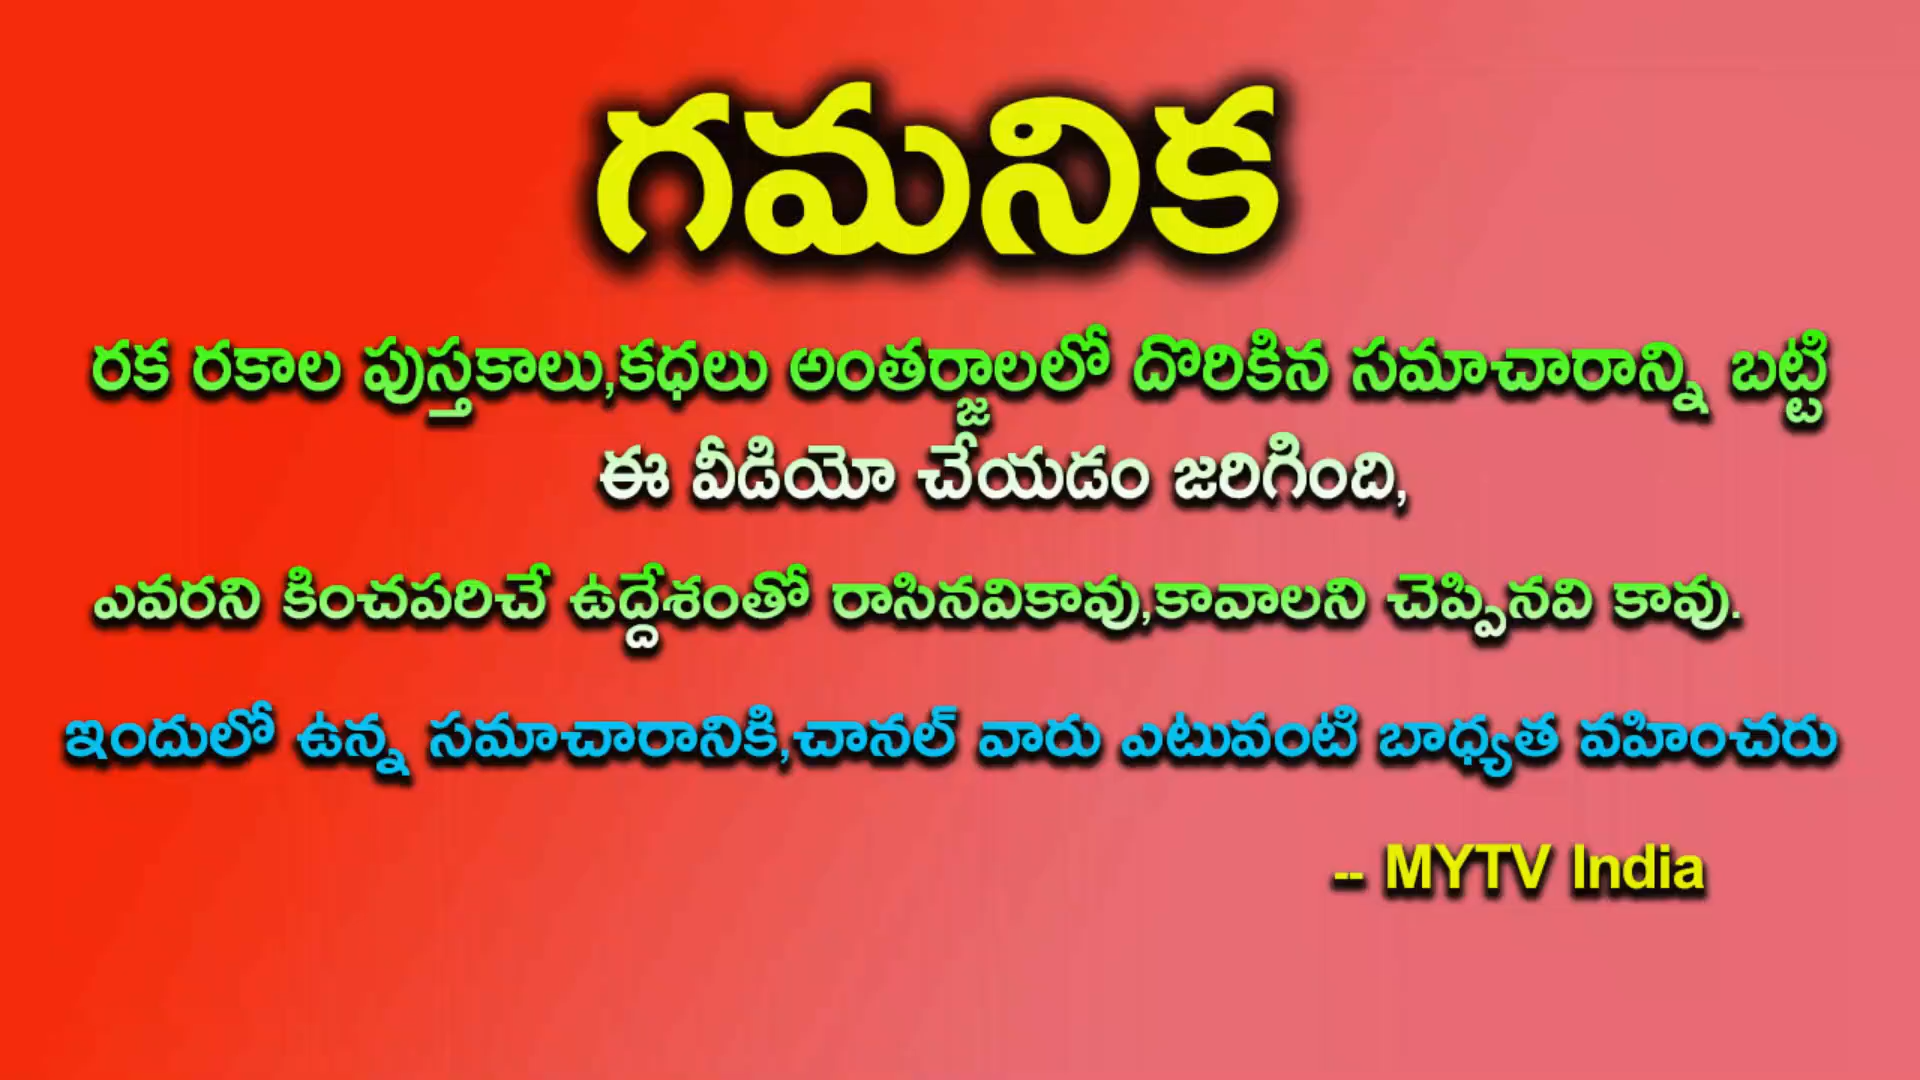 గమనిక
రక రకాల పుస్తకాలు,కధలు అంతర్జాలలో దొరికిన సమాచారాన్ని బట్టి
ఈ వీడియో చేయడం జరిగింది,
ఎవరని కించపరిచే ఉద్దేశంతో రాసినవికావు,కావాలని చెప్పినవి కావు.
ఇందులో ఉన్న సమాచారానికి,చానల్ వారు ఎటువంటి బాధ్యత వహించరు
-- MYTV India